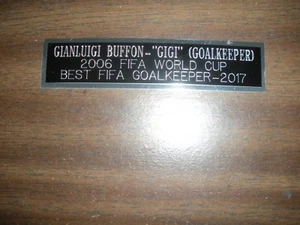 GIANLUIGI BUFFON-"GIGI" (GOALKEEPER)
2006 FIFA WORLD CUP
BEST FIFA GOALKEEPER-2017